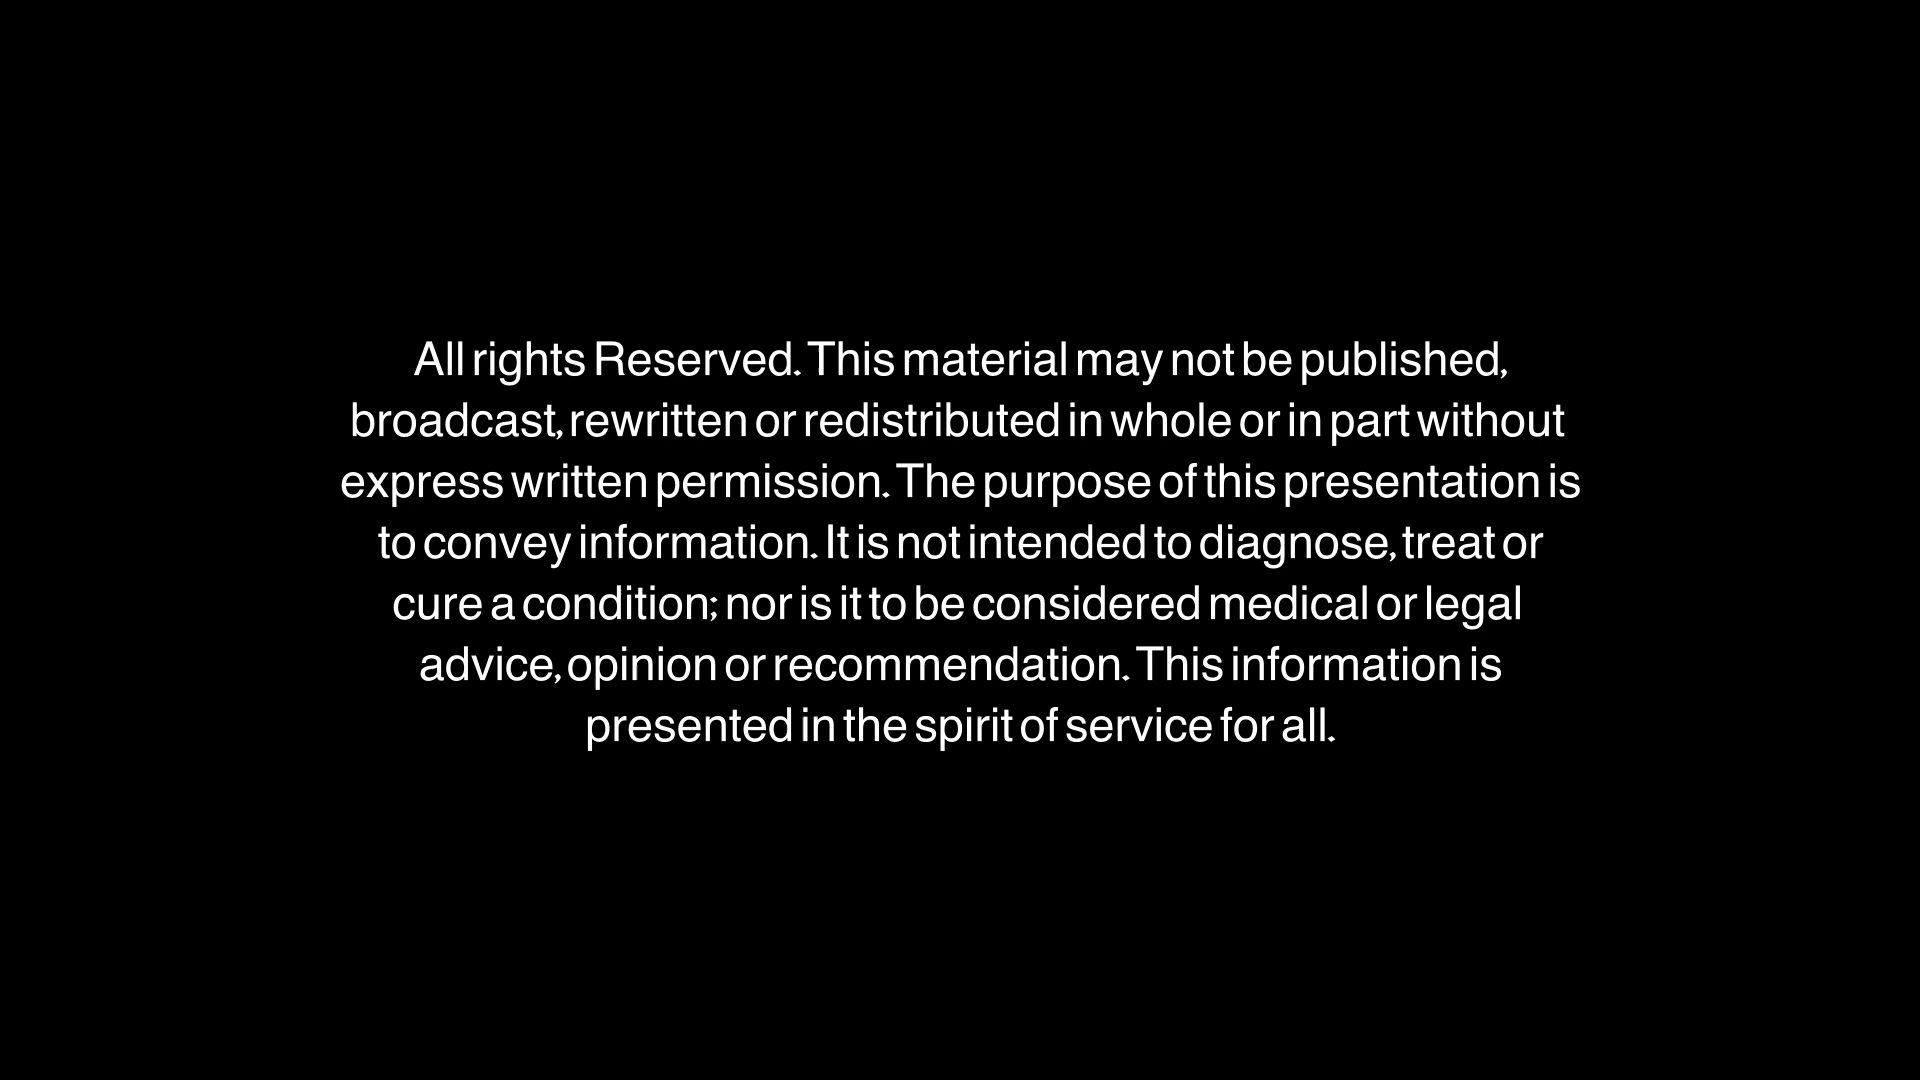 All rights Reserved. This material may not be published,
broadcast, rewritten or redistributed in whole or in part without
express written permission. The purpose of this presentation is
to convey information. It is not intended to diagnose, treat or
cure a condition; nor is it to be considered medical or legal
advice, opinion or recommendation. This information is
presented in the spirit of service for all.